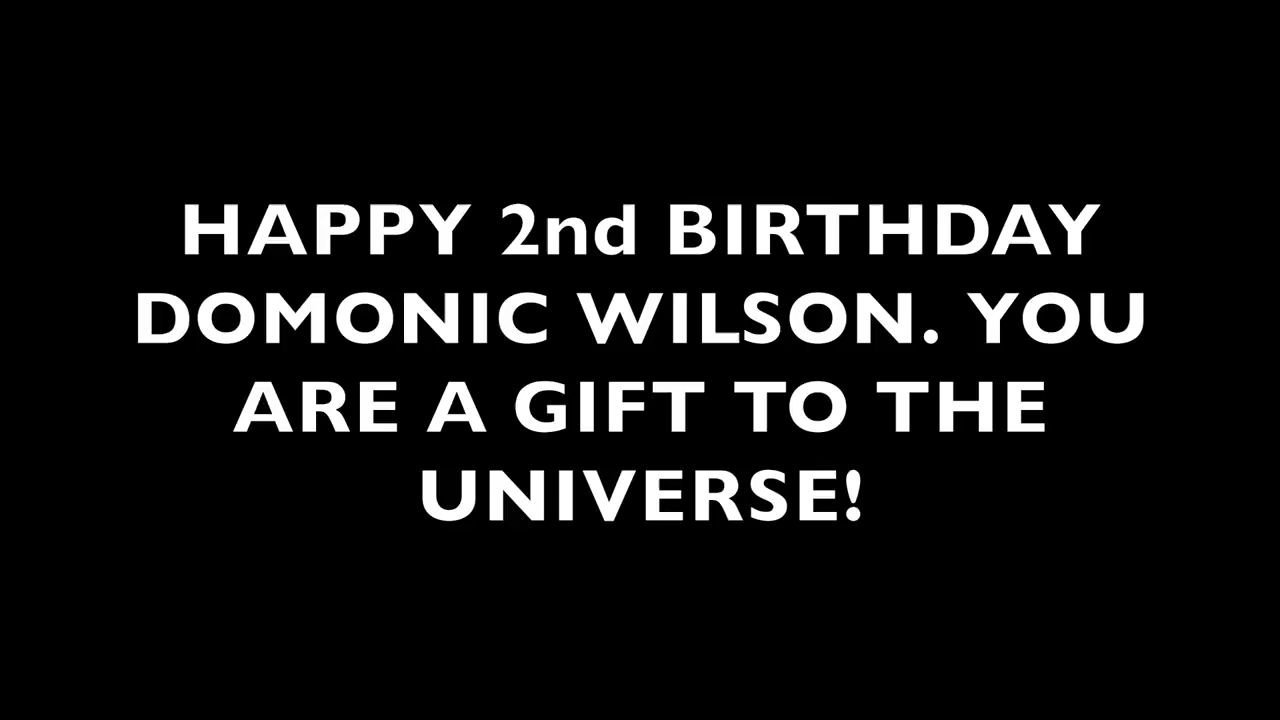 HAPPY 2nd BIRTHDAY
DOMONIC WILSON. YOU
ARE A GIFT TO THE
UNIVERSE!